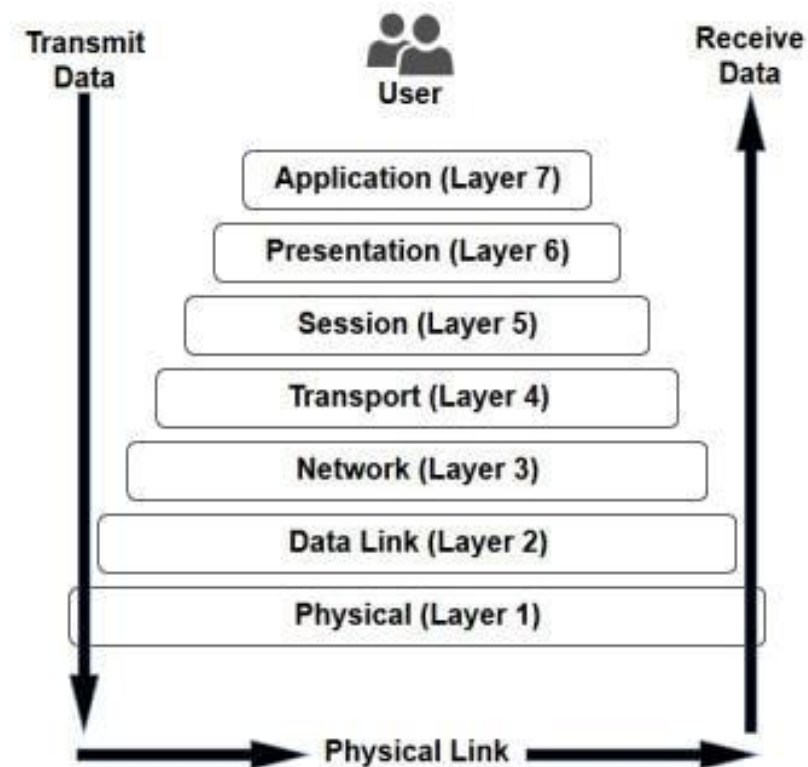 Transmit
Data
User
Receive
Data
Application (Layer 7)
Presentation (Layer 6)
Session (Layer 5)
Transport (Layer 4)
Network (Layer 3)
Data Link (Layer 2)
Physical (Layer 1)
Physical Link